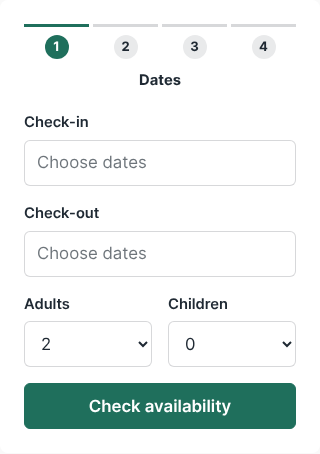 1 2 3 4
Dates
Check-in
Choose dates
Check-out
Choose dates
Adults Children
2 0
Check availability